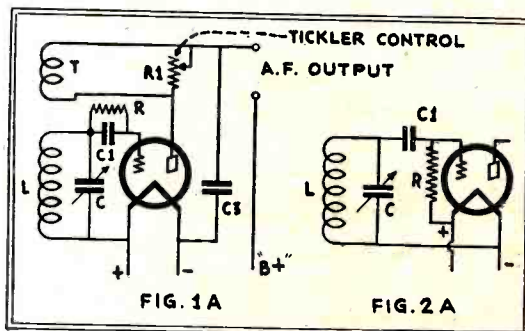 TICKLER CONTROL
T
R1
A.F. OUTPUT
R
C1
L
C
C3
+
-
"B+"
FIG. 1A
C1
L
C
R
+
-
FIG. 2A